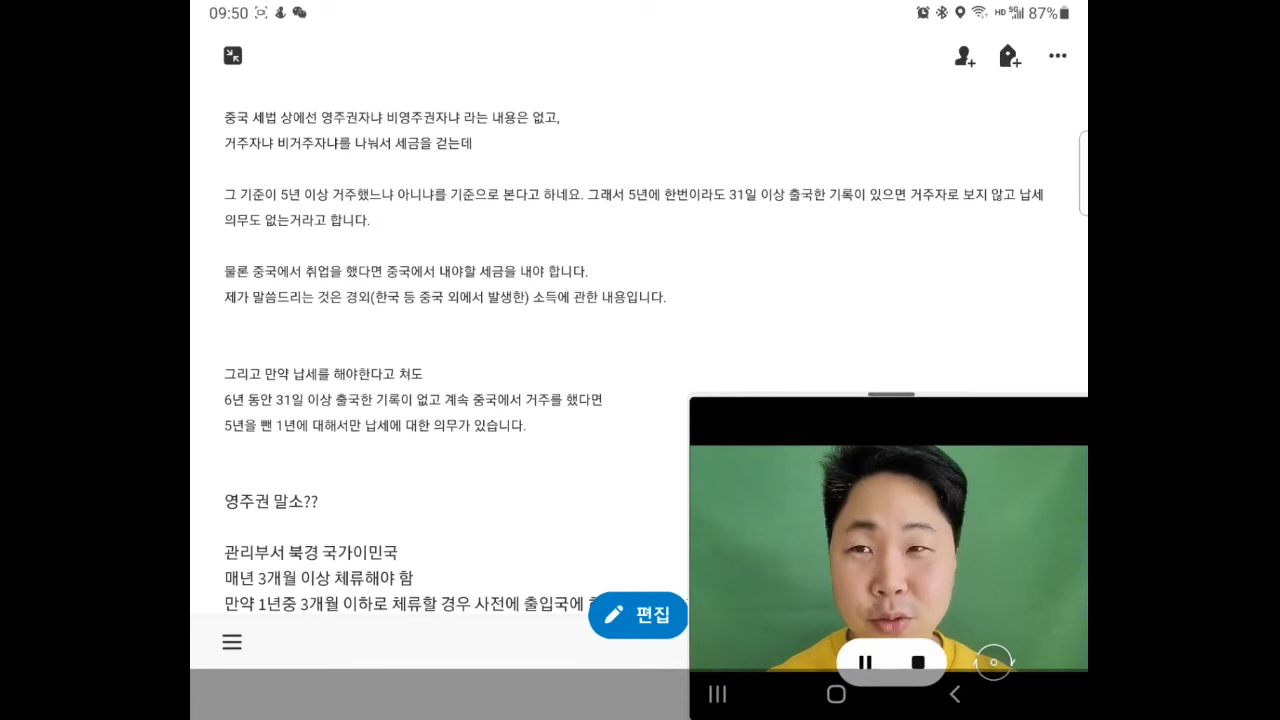 09:50
HD 5G 87%
중국 세법 상에선 영주권자냐 비영주권자냐 라는 내용은 없고,
거주자냐 비거주자냐를 나눠서 세금을 걷는데
그 기준이 5년 이상 거주했느냐 아니냐를 기준으로 본다고 하네요. 그래서 5년에 한번이라도 31일 이상 출국한 기록이 있으면 거주자로 보지 않고 납세
의무도 없는거라고 합니다.
물론 중국에서 취업을 했다면 중국에서 내야할 세금을 내야 합니다.
제가 말씀드리는 것은 경외(한국 등 중국 외에서 발생한) 소득에 관한 내용입니다.
그리고 만약 납세를 해야한다고 쳐도
6년 동안 31일 이상 출국한 기록이 없고 계속 중국에서 거주를 했다면
5년을 뺀 1년에 대해서만 납세에 대한 의무가 있습니다.
영주권 말소??
관리부서 북경 국가이민국
매년 3개월 이상 체류해야 함
만약 1년중 3개월 이하로 체류할 경우 사전에 출입국에
편집